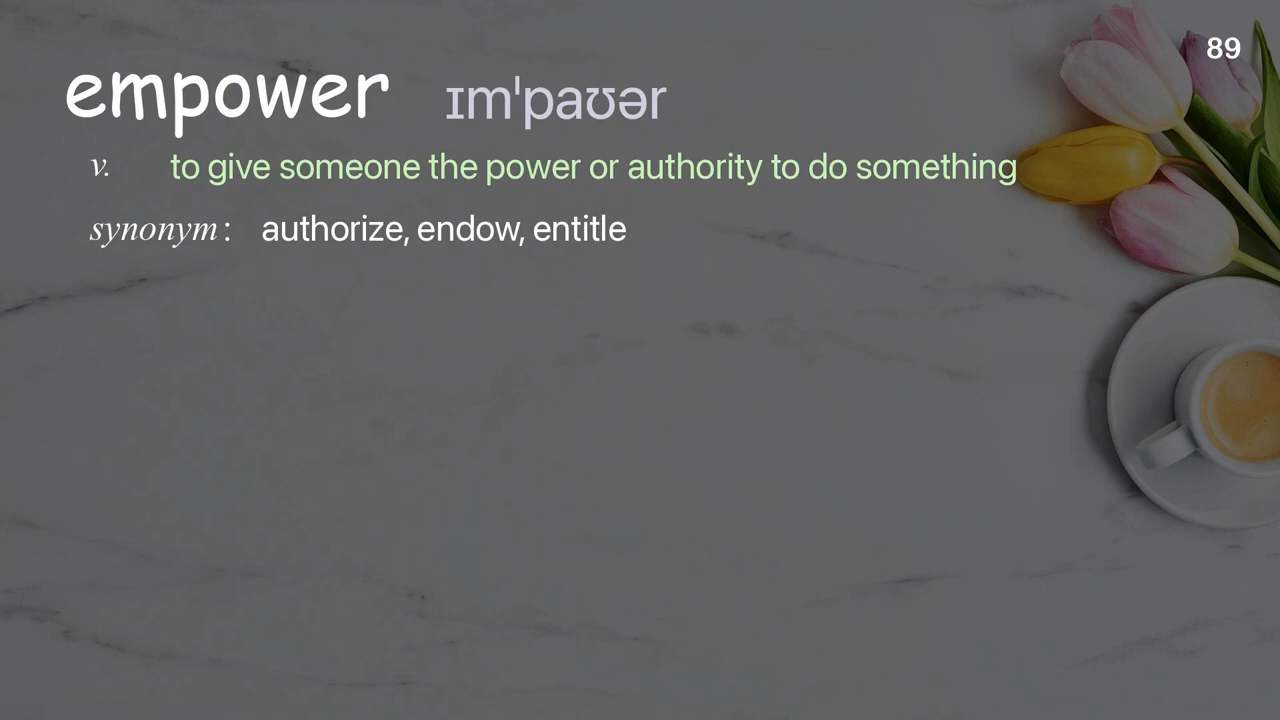 89
empower ɪmˈpaʊər
v. to give someone the power or authority to do something
synonym : authorize, endow, entitle